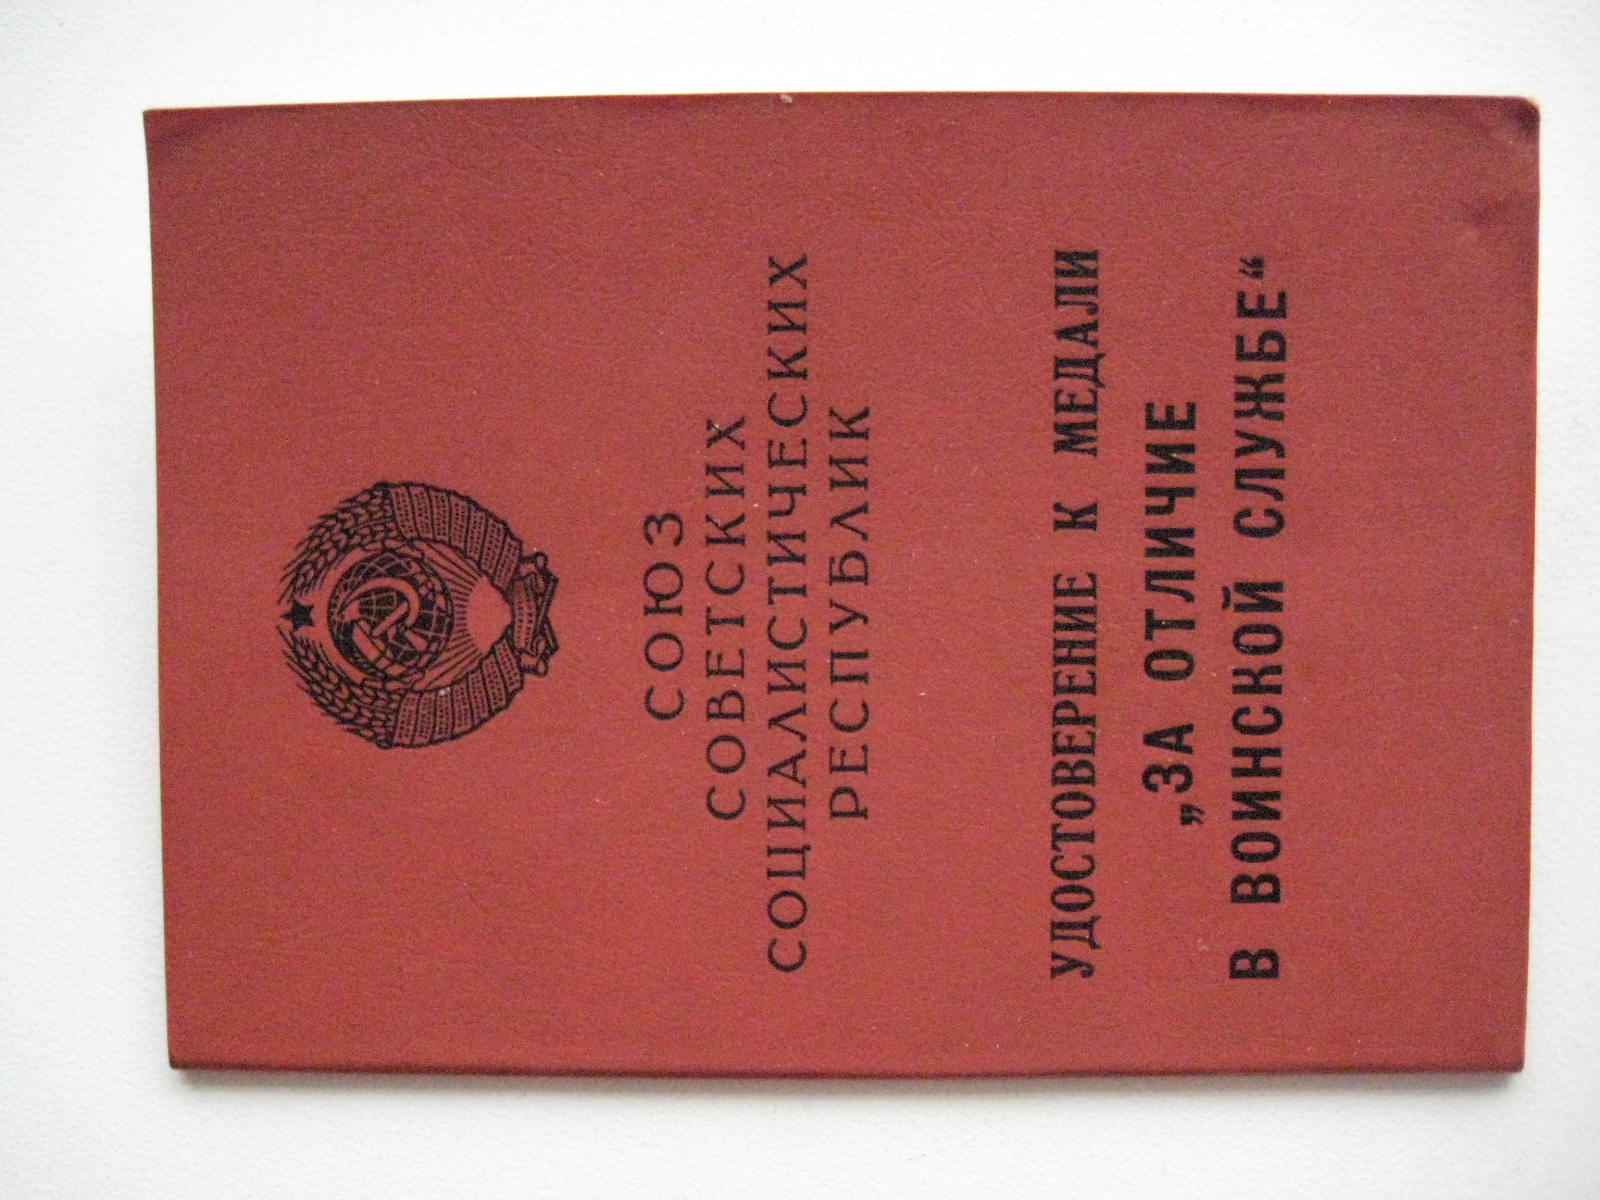 СОЮЗ
СОВЕТСКИХ
СОЦИАЛИСТИЧЕСКИХ
РЕСПУБЛИК
УДОСТОВЕРЕНИЕ К МЕДАЛИ
„ЗА ОТЛИЧИЕ
В ВОИНСКОЙ СЛУЖБЕ“